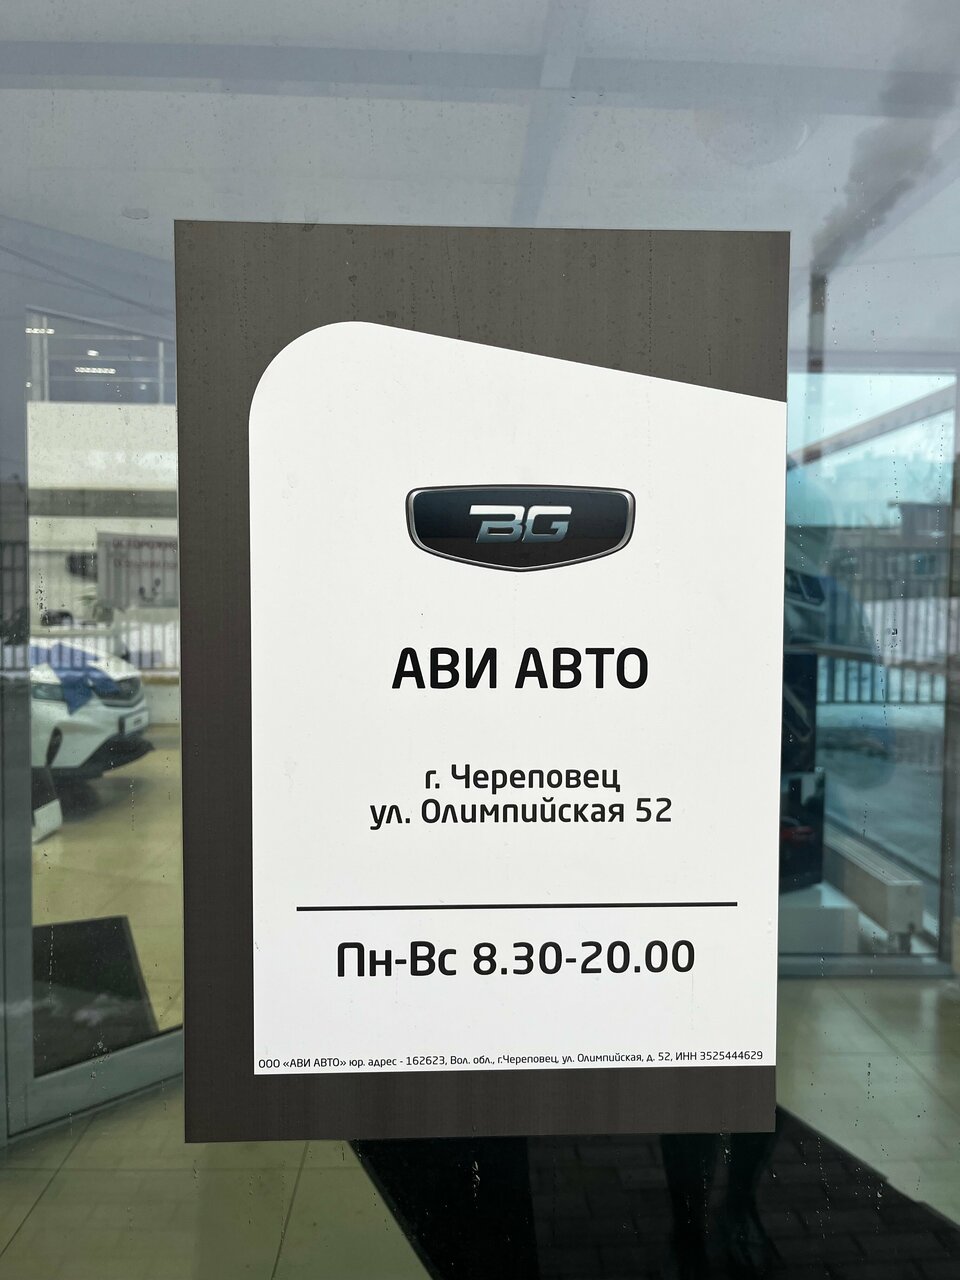 BG
АВИ АВТО
г. Череповец
ул. Олимпийская 52
Пн-Вс 8.30-20.00
ООО «АВИ АВТО» юр. адрес - 162623, Вол. обл., г.Череповец, ул. Олимпийская, д. 52, ИНН 3525444629